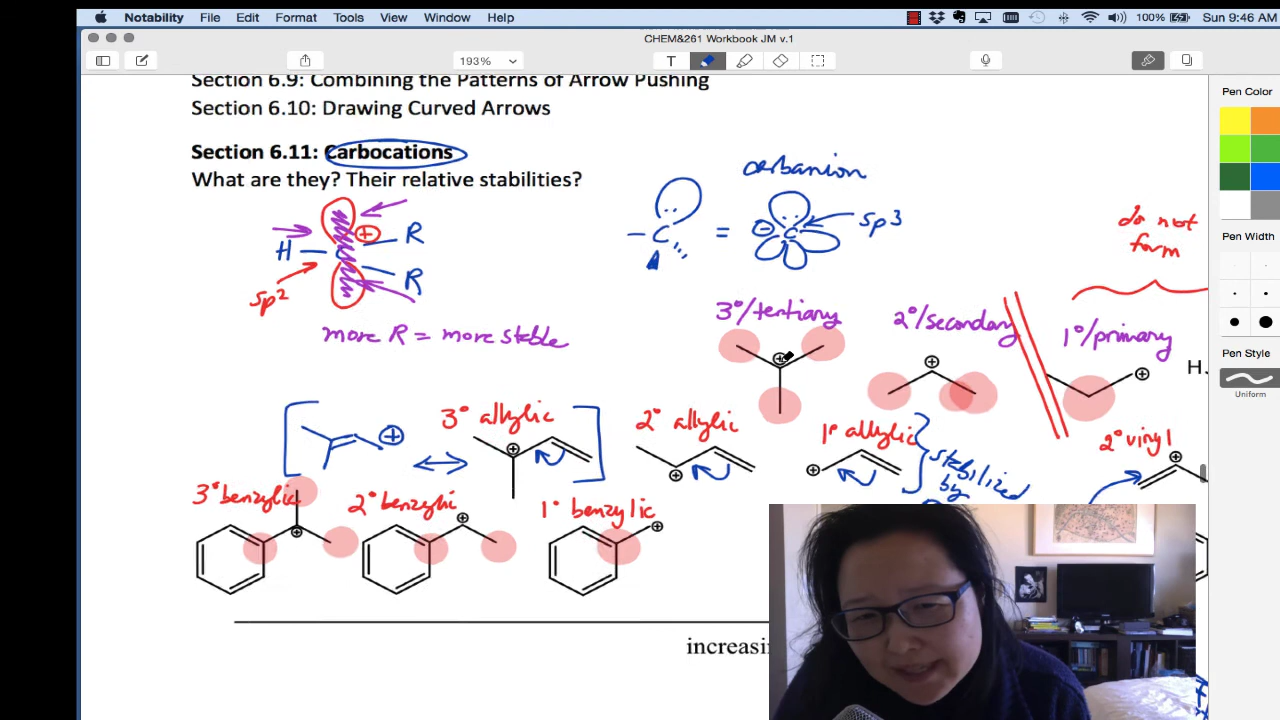 Notability File Edit Format Tools View Window Help 100% Sun 9:46 AM
CHEM&261 Workbook JM v.1
193% T
Section 6.9: Combining the Patterns of Arrow Pushing
Section 6.10: Drawing Curved Arrows
Section 6.11: Carbocations
What are they? Their relative stabilities?
carbanion
C = ⊖ C sp3
H C ⊕ R
R
sp2
more R = more stable
do not
form
3°/tertiary 2°/secondary 1°/primary
H
3° allylic 2° allylic 1° allylic 2° vinyl
stabilized
by
3° benzylic 2° benzylic 1° benzylic
increasi
Pen Color
Pen Width
Pen Style
Uniform